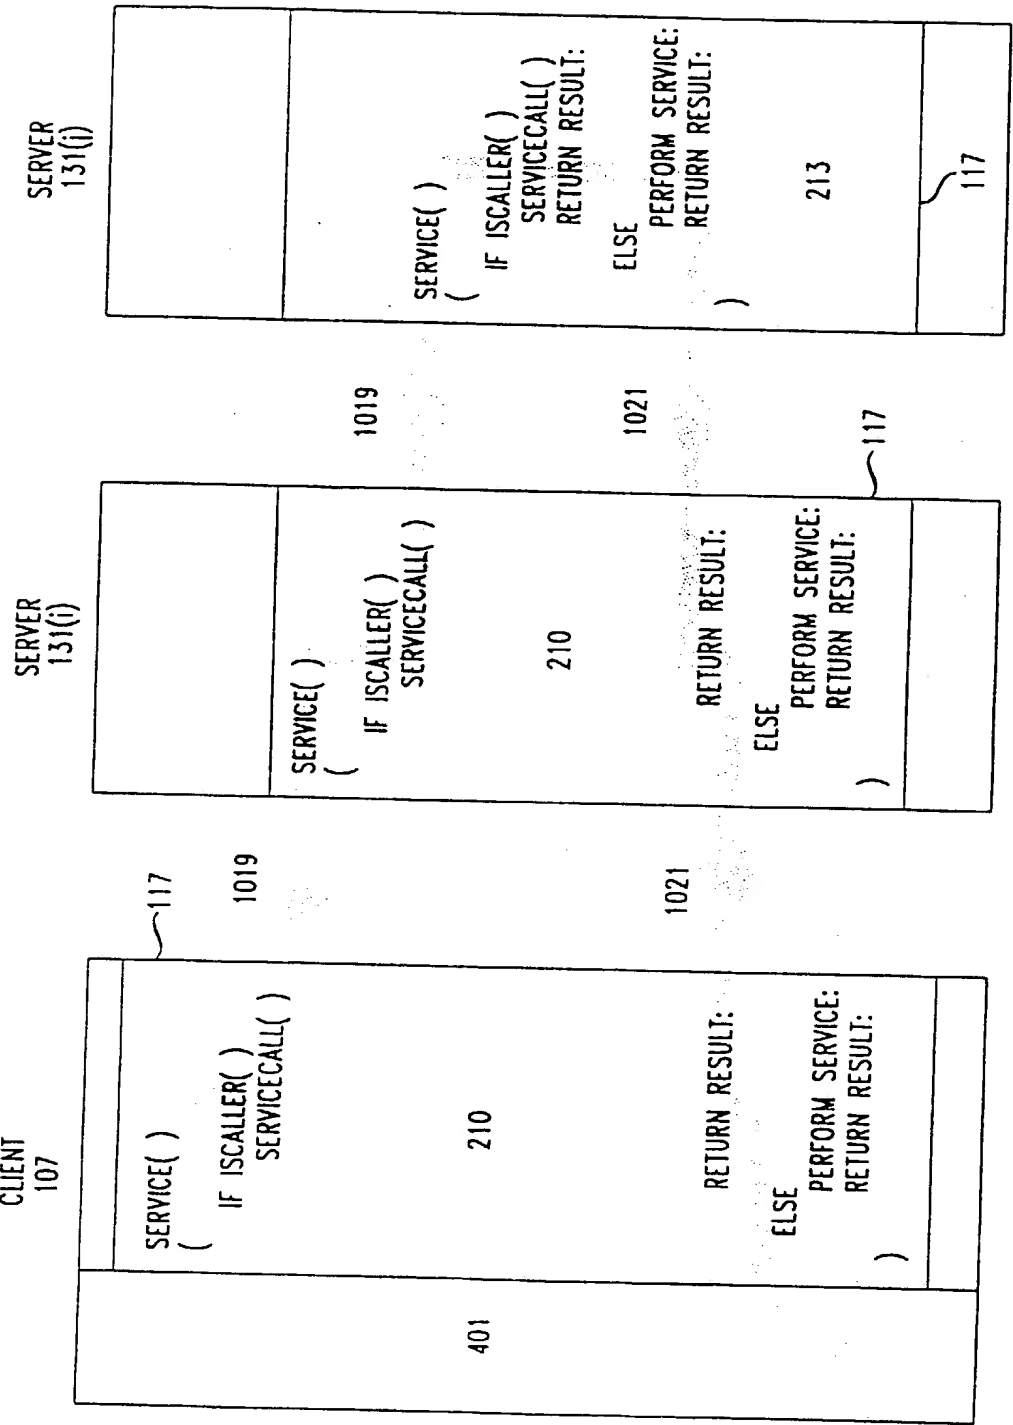 CLIENT
107
401
117
SERVICE( )
(
IF ISCALLER( )
SERVICECALL( )
210
RETURN RESULT:
ELSE
PERFORM SERVICE:
RETURN RESULT:
)
1019
1021
SERVER
131(i)
SERVICE( )
(
IF ISCALLER( )
SERVICECALL( )
210
RETURN RESULT:
ELSE
PERFORM SERVICE:
RETURN RESULT:
)
117
1019
1021
SERVER
131(j)
SERVICE( )
(
IF ISCALLER( )
SERVICECALL( )
RETURN RESULT:
ELSE
PERFORM SERVICE:
RETURN RESULT:
)
213
117